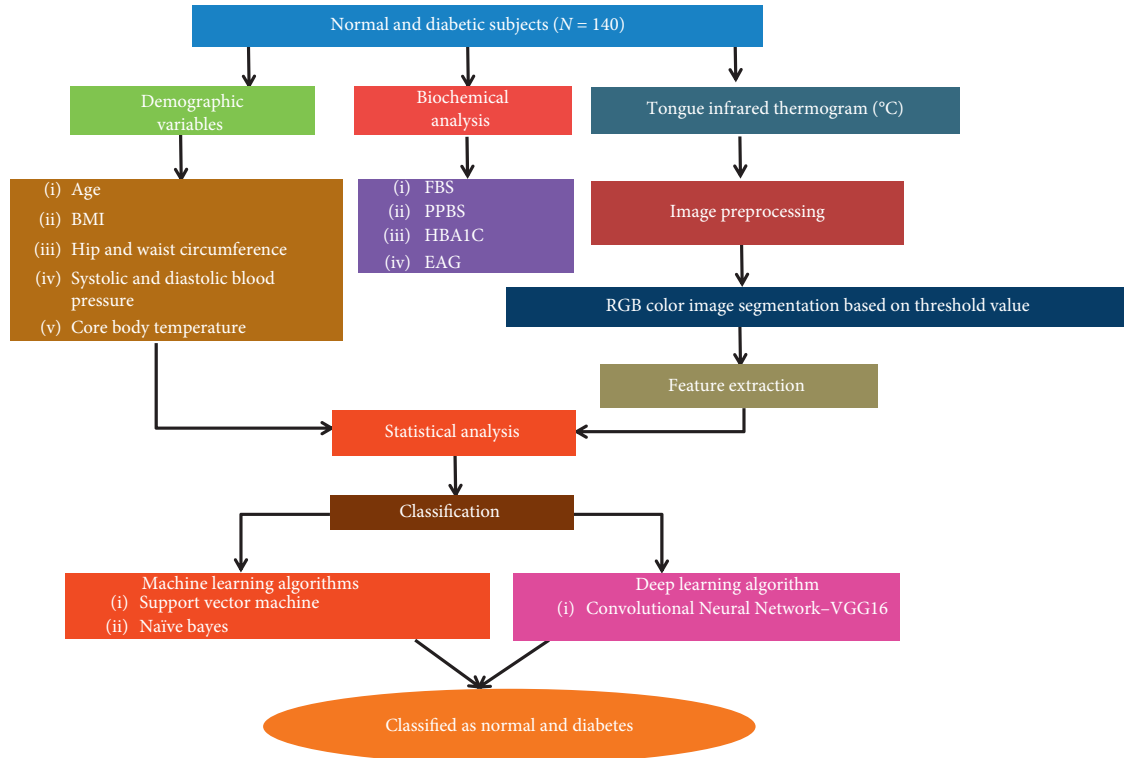 Normal and diabetic subjects (N = 140)
Demographic
variables
Biochemical
analysis
Tongue infrared thermogram (°C)
(i) Age
(ii) BMI
(iii) Hip and waist circumference
(iv) Systolic and diastolic blood
pressure
(v) Core body temperature
(i) FBS
(ii) PPBS
(iii) HBA1C
(iv) EAG
Image preprocessing
RGB color image segmentation based on threshold value
Feature extraction
Statistical analysis
Classification
Machine learning algorithms
(i) Support vector machine
(ii) Naïve bayes
Deep learning algorithm
(i) Convolutional Neural Network–VGG16
Classified as normal and diabetes